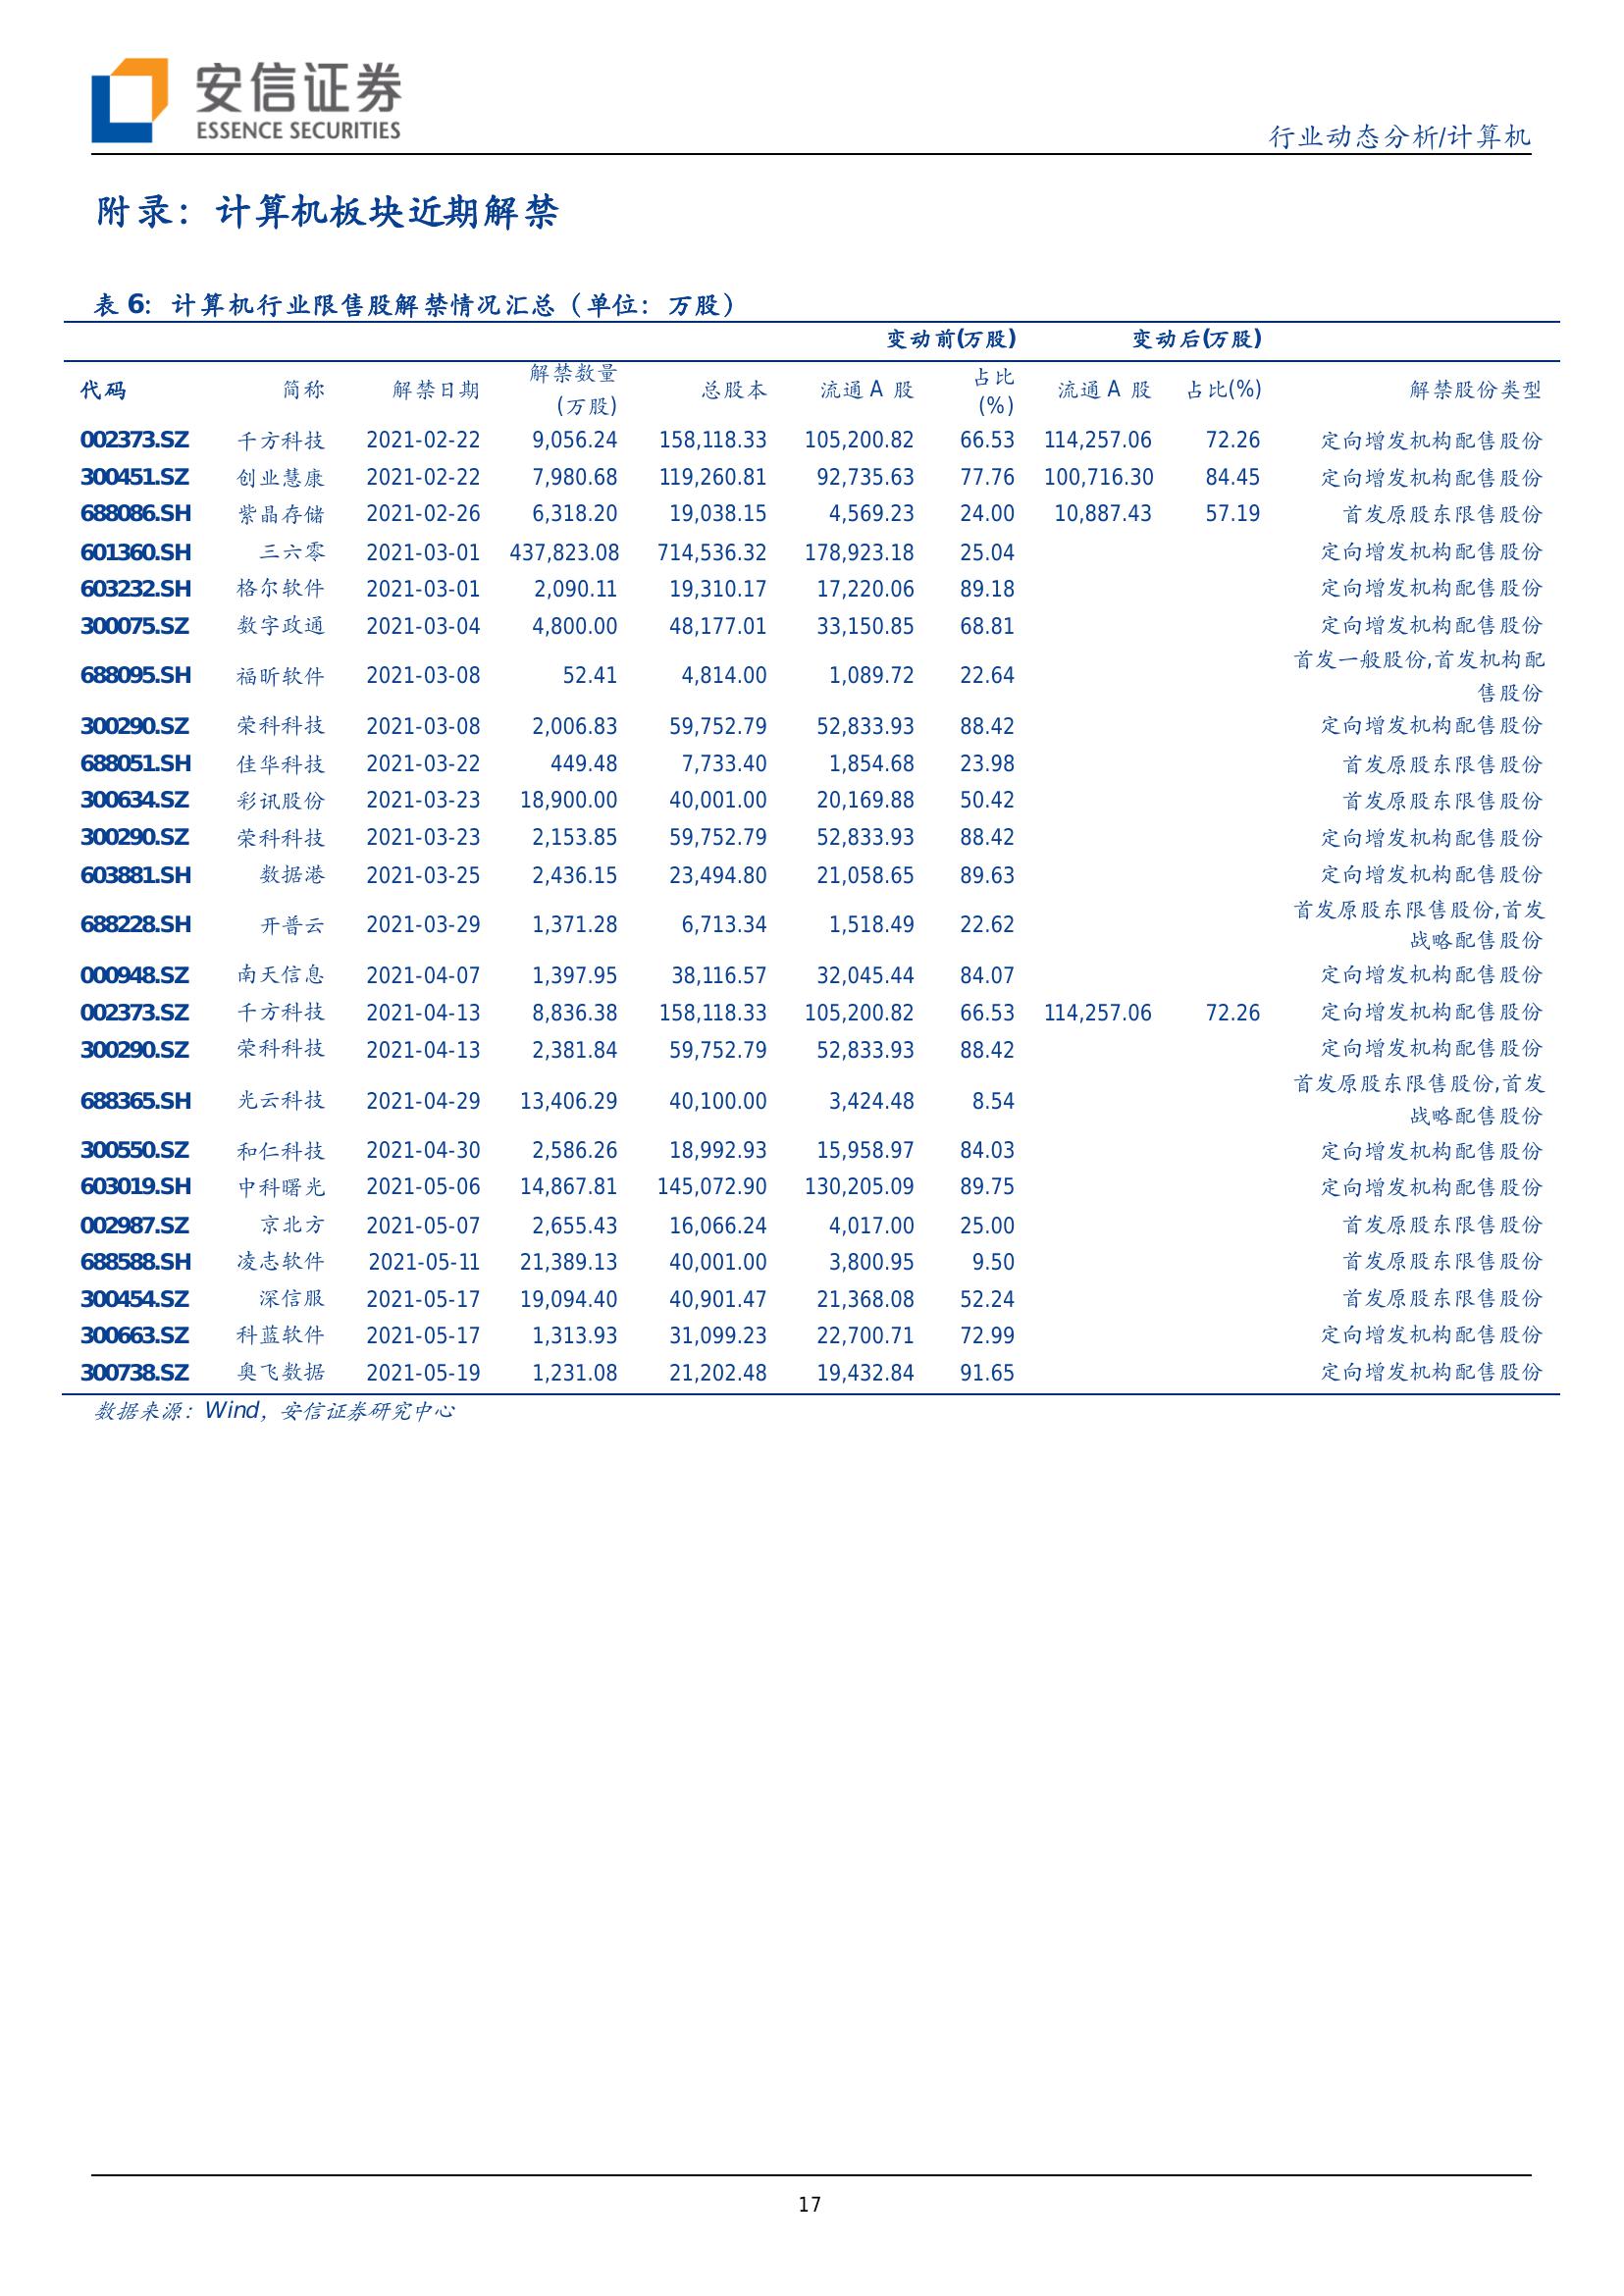 安信证券
ESSENCE SECURITIES
行业动态分析/计算机
附录：计算机板块近期解禁
表 6：计算机行业限售股解禁情况汇总（单位：万股）
变动前(万股) 变动后(万股)
代码 简称 解禁日期 解禁数量(万股) 总股本 流通 A 股 占比(%) 流通 A 股 占比(%) 解禁股份类型
002373.SZ 千方科技 2021-02-22 9,056.24 158,118.33 105,200.82 66.53 114,257.06 72.26 定向增发机构配售股份
300451.SZ 创业慧康 2021-02-22 7,980.68 119,260.81 92,735.63 77.76 100,716.30 84.45 定向增发机构配售股份
688086.SH 紫晶存储 2021-02-26 6,318.20 19,038.15 4,569.23 24.00 10,887.43 57.19 首发原股东限售股份
601360.SH 三六零 2021-03-01 437,823.08 714,536.32 178,923.18 25.04 定向增发机构配售股份
603232.SH 格尔软件 2021-03-01 2,090.11 19,310.17 17,220.06 89.18 定向增发机构配售股份
300075.SZ 数字政通 2021-03-04 4,800.00 48,177.01 33,150.85 68.81 定向增发机构配售股份
688095.SH 福昕软件 2021-03-08 52.41 4,814.00 1,089.72 22.64 首发一般股份,首发机构配售股份
300290.SZ 荣科科技 2021-03-08 2,006.83 59,752.79 52,833.93 88.42 定向增发机构配售股份
688051.SH 佳华科技 2021-03-22 449.48 7,733.40 1,854.68 23.98 首发原股东限售股份
300634.SZ 彩讯股份 2021-03-23 18,900.00 40,001.00 20,169.88 50.42 首发原股东限售股份
300290.SZ 荣科科技 2021-03-23 2,153.85 59,752.79 52,833.93 88.42 定向增发机构配售股份
603881.SH 数据港 2021-03-25 2,436.15 23,494.80 21,058.65 89.63 定向增发机构配售股份
688228.SH 开普云 2021-03-29 1,371.28 6,713.34 1,518.49 22.62 首发原股东限售股份,首发战略配售股份
000948.SZ 南天信息 2021-04-07 1,397.95 38,116.57 32,045.44 84.07 定向增发机构配售股份
002373.SZ 千方科技 2021-04-13 8,836.38 158,118.33 105,200.82 66.53 114,257.06 72.26 定向增发机构配售股份
300290.SZ 荣科科技 2021-04-13 2,381.84 59,752.79 52,833.93 88.42 定向增发机构配售股份
688365.SH 光云科技 2021-04-29 13,406.29 40,100.00 3,424.48 8.54 首发原股东限售股份,首发战略配售股份
300550.SZ 和仁科技 2021-04-30 2,586.26 18,992.93 15,958.97 84.03 定向增发机构配售股份
603019.SH 中科曙光 2021-05-06 14,867.81 145,072.90 130,205.09 89.75 定向增发机构配售股份
002987.SZ 京北方 2021-05-07 2,655.43 16,066.24 4,017.00 25.00 首发原股东限售股份
688588.SH 凌志软件 2021-05-11 21,389.13 40,001.00 3,800.95 9.50 首发原股东限售股份
300454.SZ 深信服 2021-05-17 19,094.40 40,901.47 21,368.08 52.24 首发原股东限售股份
300663.SZ 科蓝软件 2021-05-17 1,313.93 31,099.23 22,700.71 72.99 定向增发机构配售股份
300738.SZ 奥飞数据 2021-05-19 1,231.08 21,202.48 19,432.84 91.65 定向增发机构配售股份
数据来源：Wind，安信证券研究中心
17